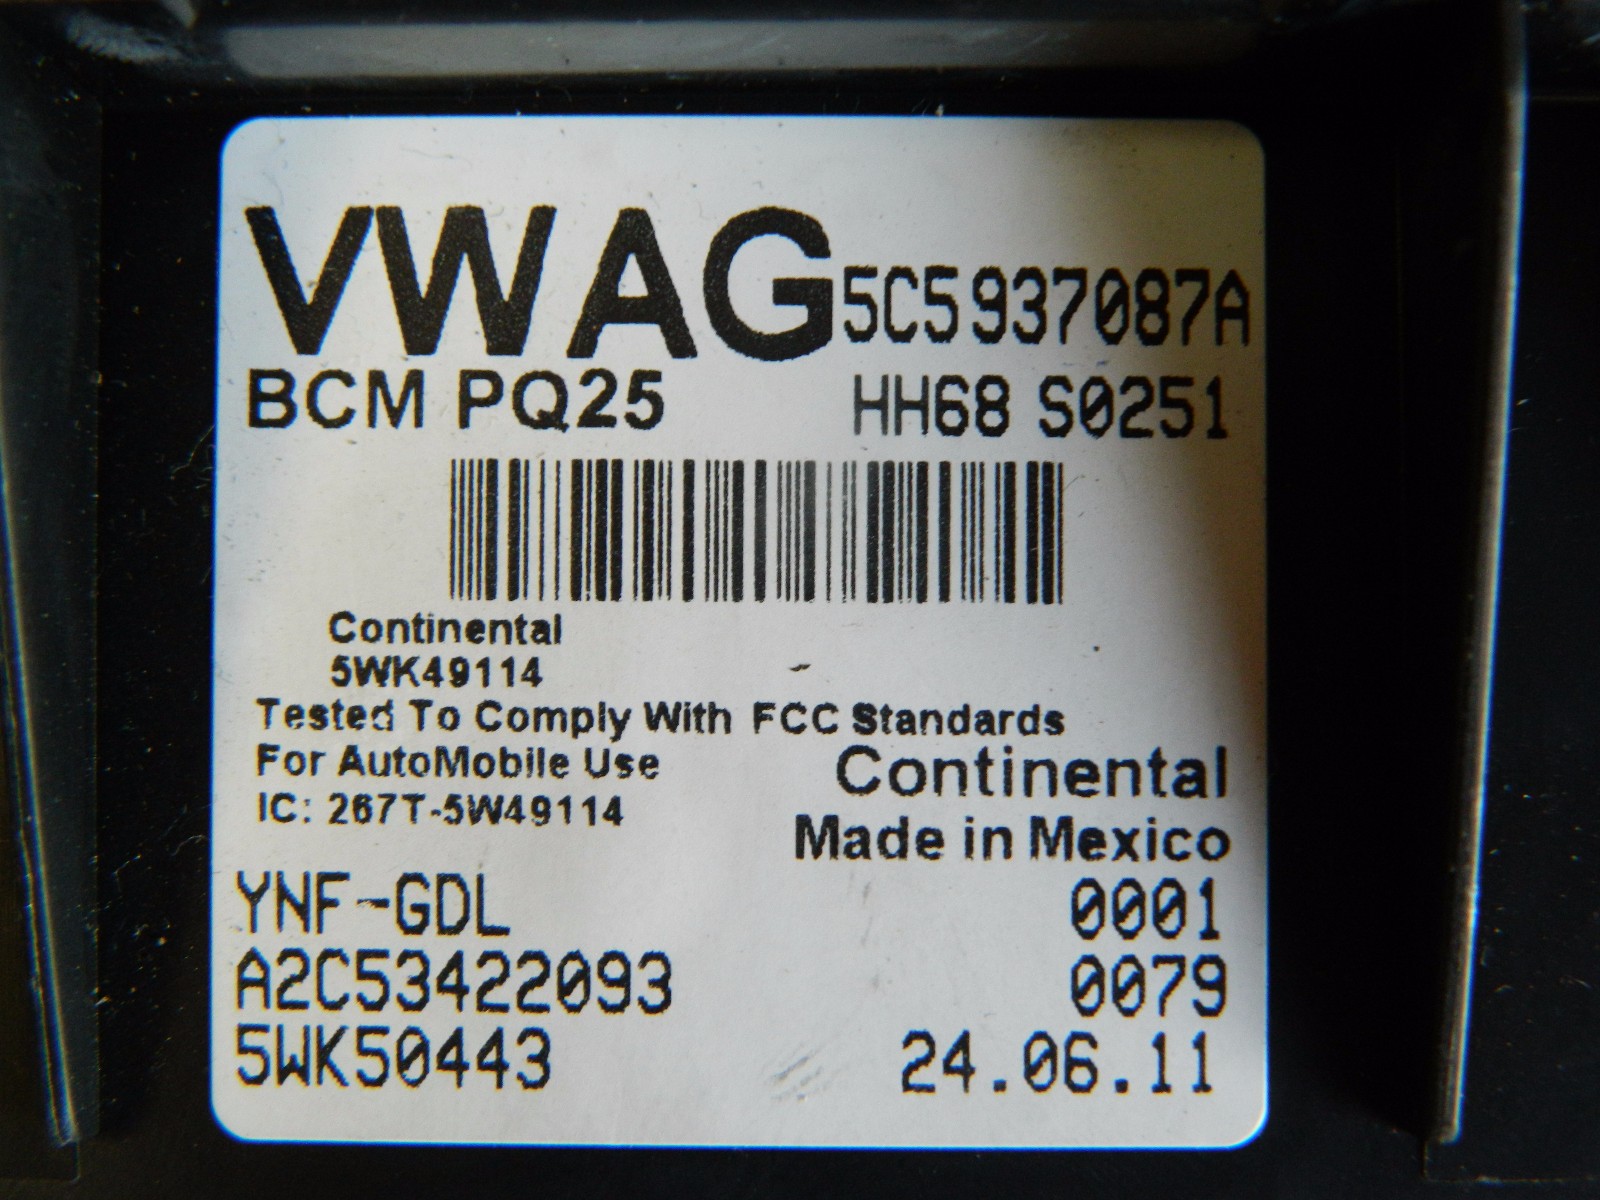 VWAG 5C5937087A
BCM PQ25 HH68 S0251
Continental
5WK49114
Tested To Comply With FCC Standards
For AutoMobile Use
IC: 267T-5W49114
Continental
Made in Mexico
YNF-GDL 0001
A2C53422093 0079
5WK50443 24.06.11